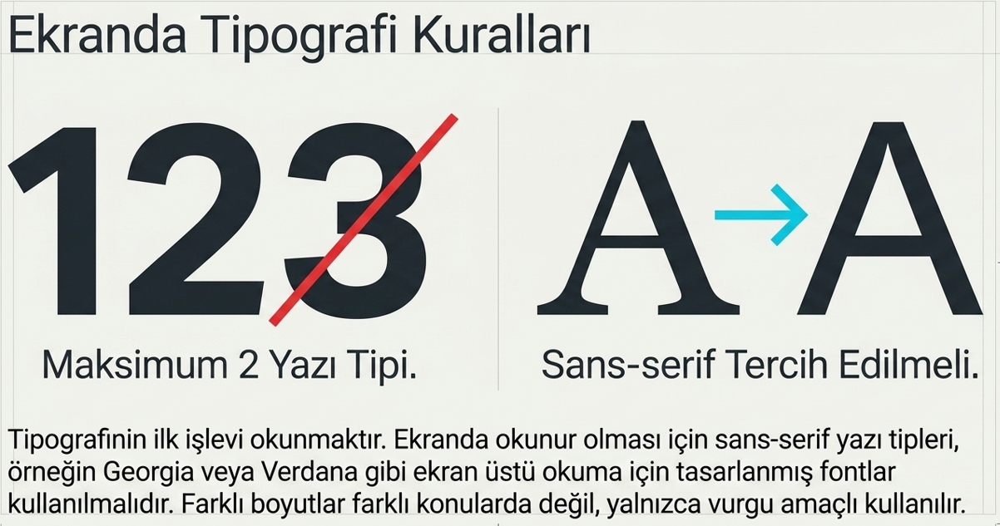 Ekranda Tipografi Kuralları
123
A → A
Maksimum 2 Yazı Tipi.
Sans-serif Tercih Edilmeli.
Tipografinin ilk işlevi okunmaktır. Ekranda okunur olması için sans-serif yazı tipleri,
örneğin Georgia veya Verdana gibi ekran üstü okuma için tasarlanmış fontlar
kullanılmalıdır. Farklı boyutlar farklı konularda değil, yalnızca vurgu amaçlı kullanılır.